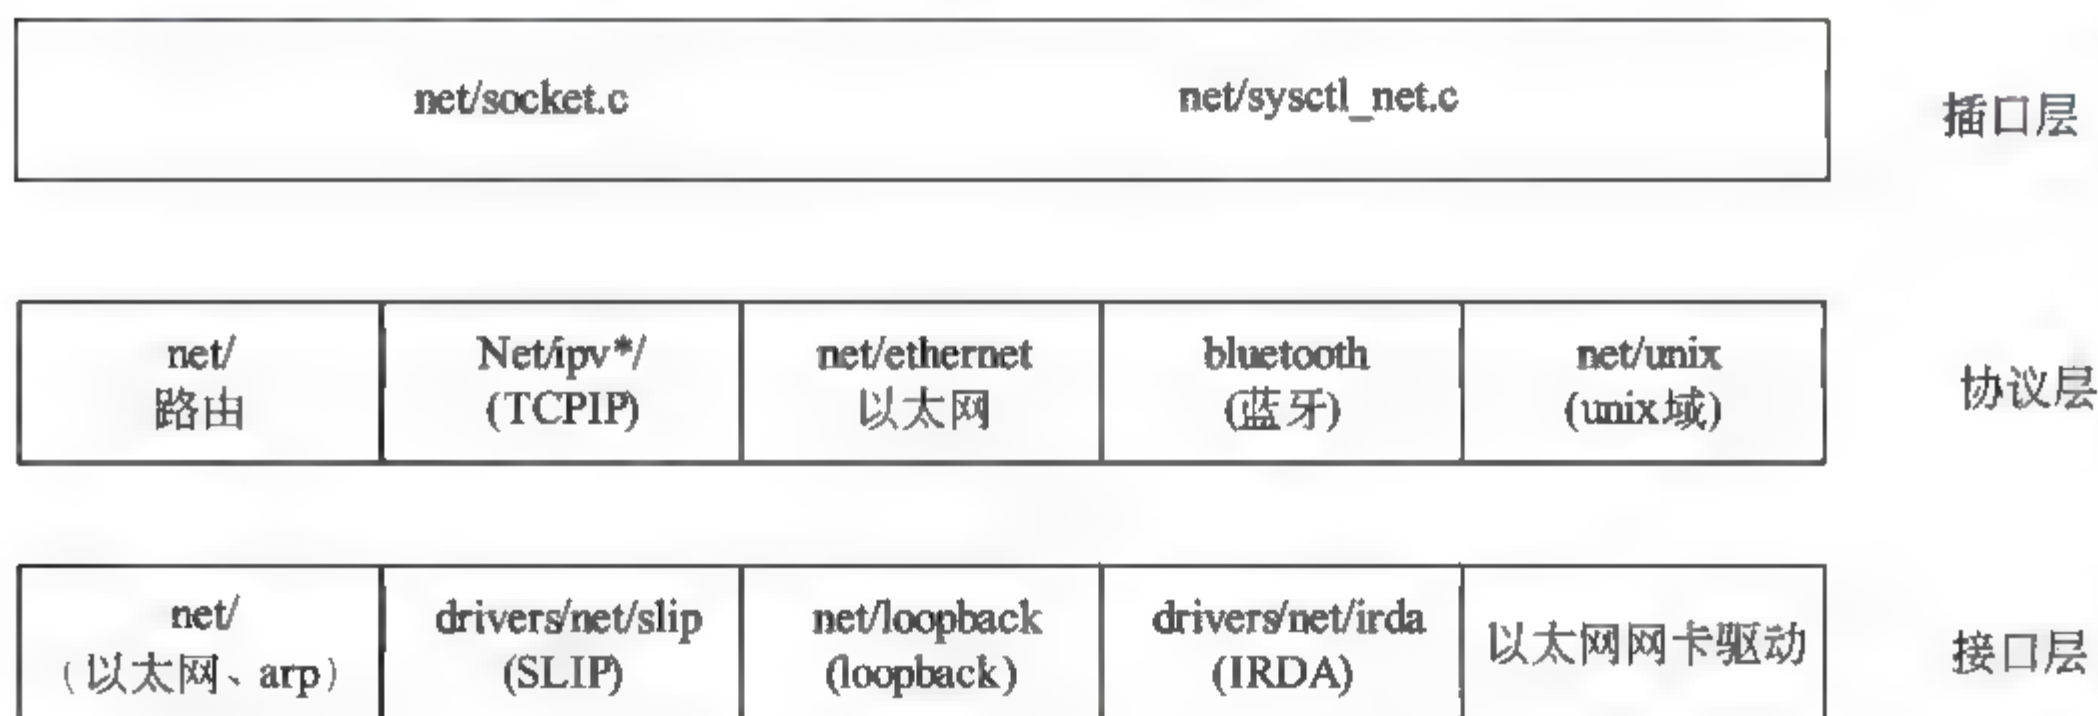 net/socket.c
net/sysctl_net.c
插口层
net/
路由
Net/ipv*/
(TCPIP)
net/ethernet
以太网
bluetooth
(蓝牙)
net/unix
(unix域)
协议层
net/
(以太网、arp)
drivers/net/slip
(SLIP)
net/loopback
(loopback)
drivers/net/irda
(IRDA)
以太网网卡驱动
接口层